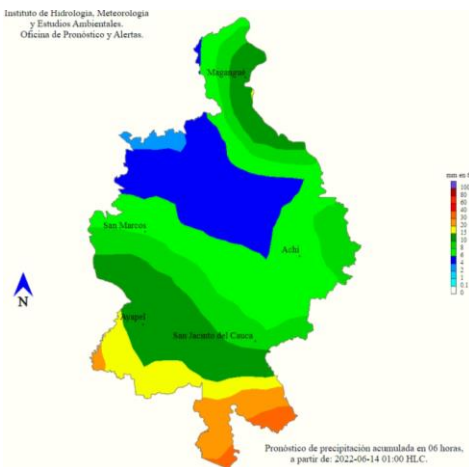 Instituto de Hidrología, Meteorología
y Estudios Ambientales.
Oficina de Pronóstico y Alertas.
Magangué
San Marcos
Achí
Ayapel
San Jacinto del Cauca
N
mm en 6
100
80
60
40
30
20
15
10
8
6
4
2
1
0.1
0
Pronóstico de precipitación acumulada en 06 horas,
a partir de: 2022-06-14 01:00 HLC.